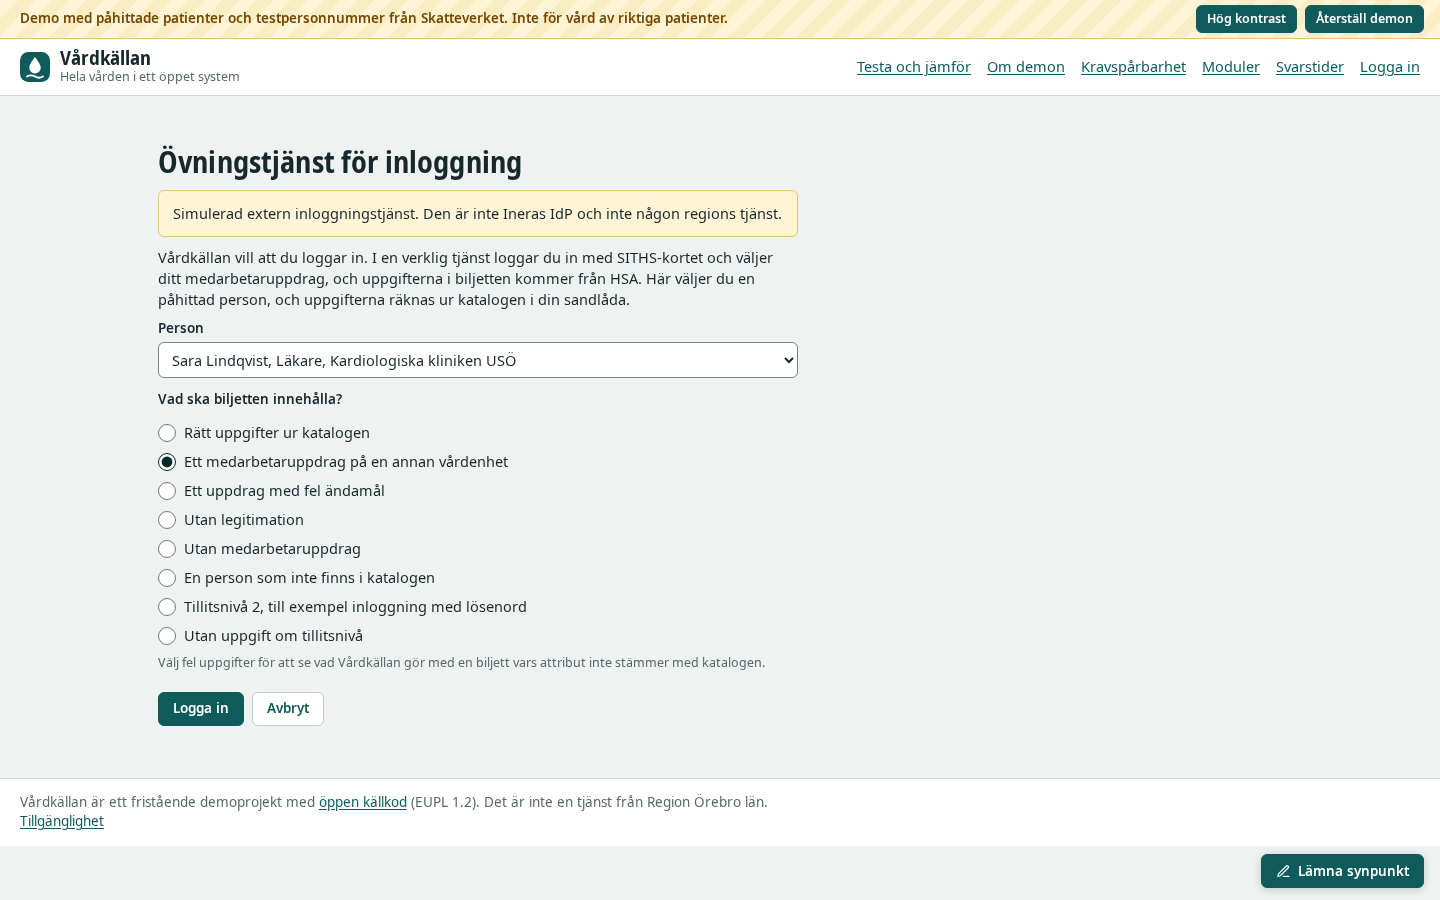 Demo med påhittade patienter och testpersonnummer från Skatteverket. Inte för vård av riktiga patienter.
Hög kontrast
Återställ demon
Vårdkällan
Hela vården i ett öppet system
Testa och jämför
Om demon
Kravspårbarhet
Moduler
Svarstider
Logga in
Övningstjänst för inloggning
Simulerad extern inloggningstjänst. Den är inte Ineras IdP och inte någon regions tjänst.
Vårdkällan vill att du loggar in. I en verklig tjänst loggar du in med SITHS-kortet och väljer
ditt medarbetaruppdrag, och uppgifterna i biljetten kommer från HSA. Här väljer du en
påhittad person, och uppgifterna räknas ur katalogen i din sandlåda.
Person
Sara Lindqvist, Läkare, Kardiologiska kliniken USÖ
Vad ska biljetten innehålla?
Rätt uppgifter ur katalogen
Ett medarbetaruppdrag på en annan vårdenhet
Ett uppdrag med fel ändamål
Utan legitimation
Utan medarbetaruppdrag
En person som inte finns i katalogen
Tillitsnivå 2, till exempel inloggning med lösenord
Utan uppgift om tillitsnivå
Välj fel uppgifter för att se vad Vårdkällan gör med en biljett vars attribut inte stämmer med katalogen.
Logga in
Avbryt
Vårdkällan är ett fristående demoprojekt med öppen källkod (EUPL 1.2). Det är inte en tjänst från Region Örebro län.
Tillgänglighet
Lämna synpunkt